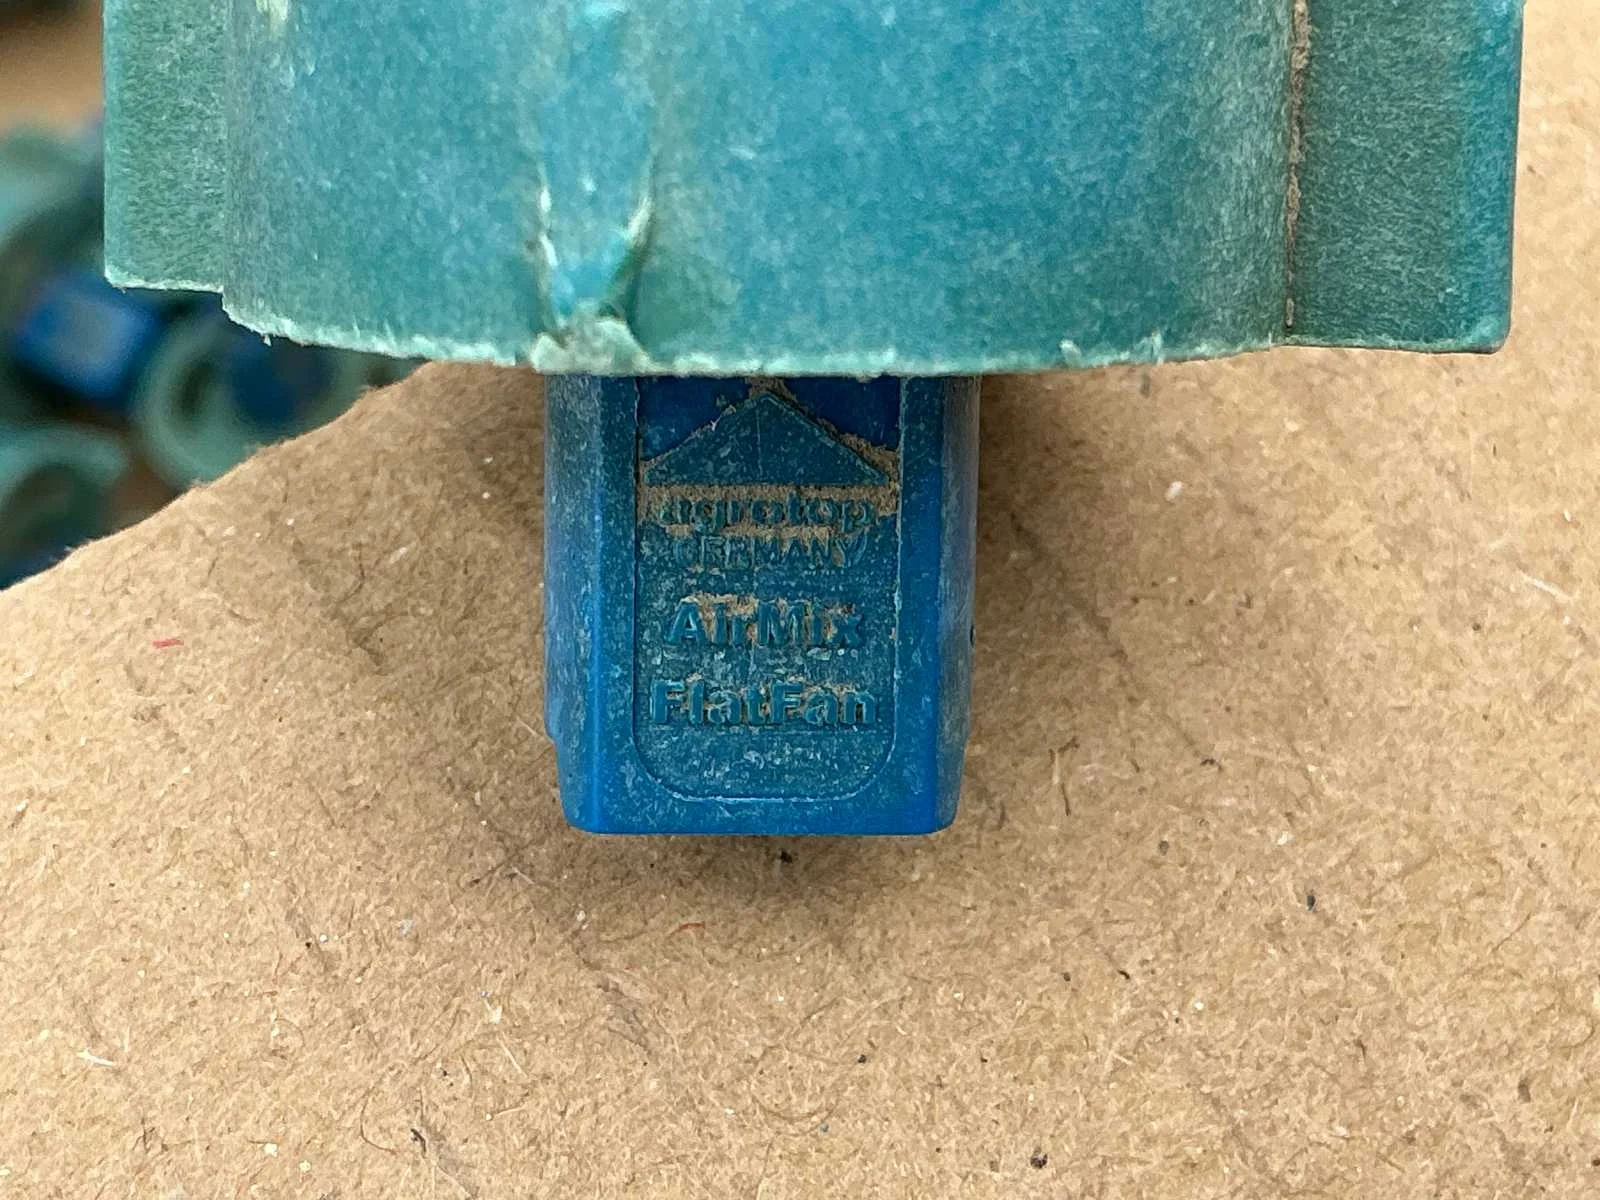 agrotop
GERMANY
AirMix
FlatFan